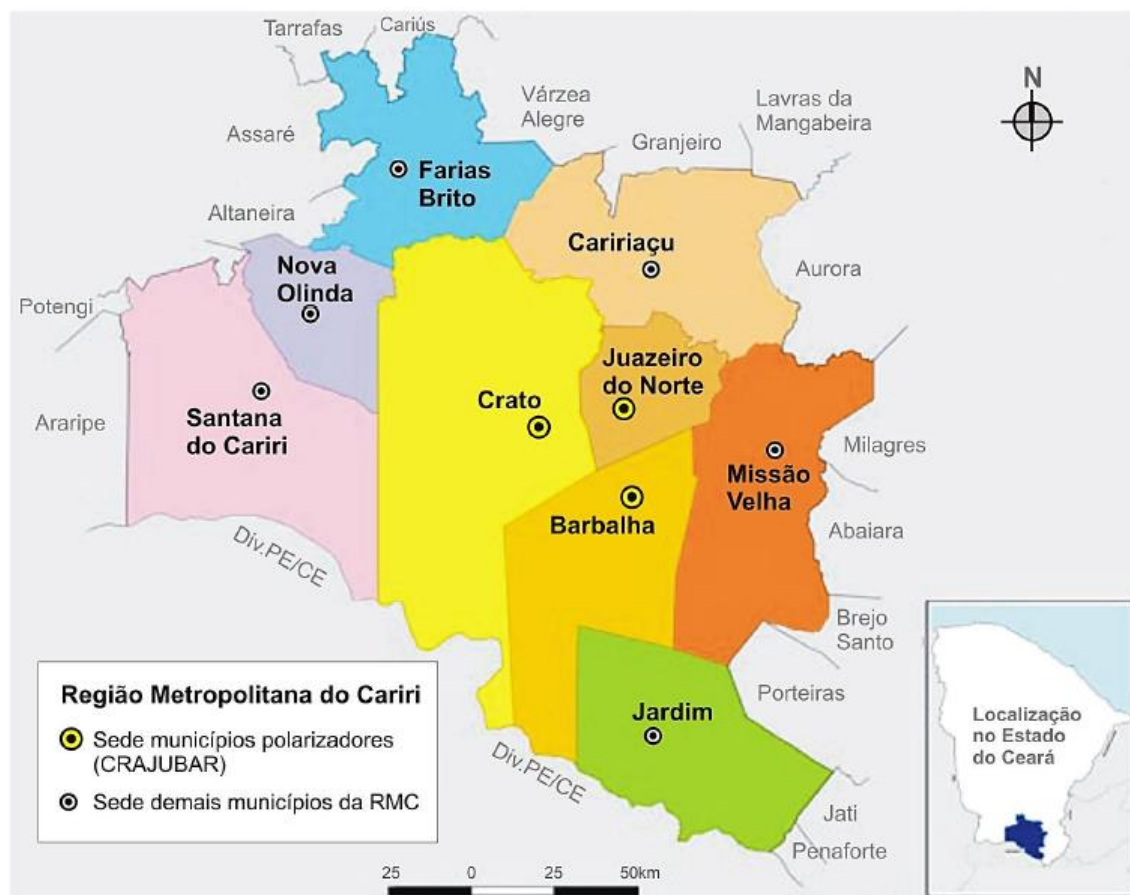 Tarrafas
Cariús
Várzea
Alegre
Lavras da
Mangabeira
N
Assaré
Granjeiro
Farias
Brito
Altaneira
Caririaçu
Nova
Olinda
Aurora
Potengi
Juazeiro
do Norte
Crato
Araripe
Santana
do Cariri
Milagres
Missão
Velha
Barbalha
Abaiara
Div.PE/CE
Brejo
Santo
Região Metropolitana do Cariri
Sede municípios polarizadores
(CRAJUBAR)
Sede demais municípios da RMC
Porteiras
Jardim
Localização
no Estado
do Ceará
Div.PE/CE
Jati
Penaforte
25 0 25 50km